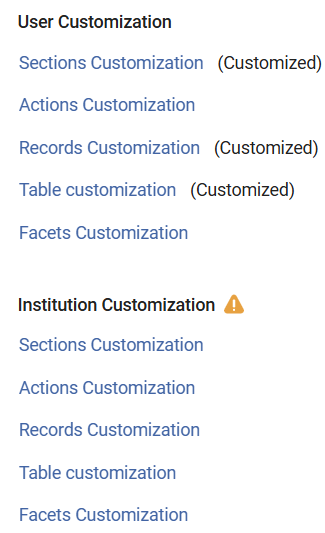 User Customization
Sections Customization (Customized)
Actions Customization
Records Customization (Customized)
Table customization (Customized)
Facets Customization
Institution Customization
Sections Customization
Actions Customization
Records Customization
Table customization
Facets Customization